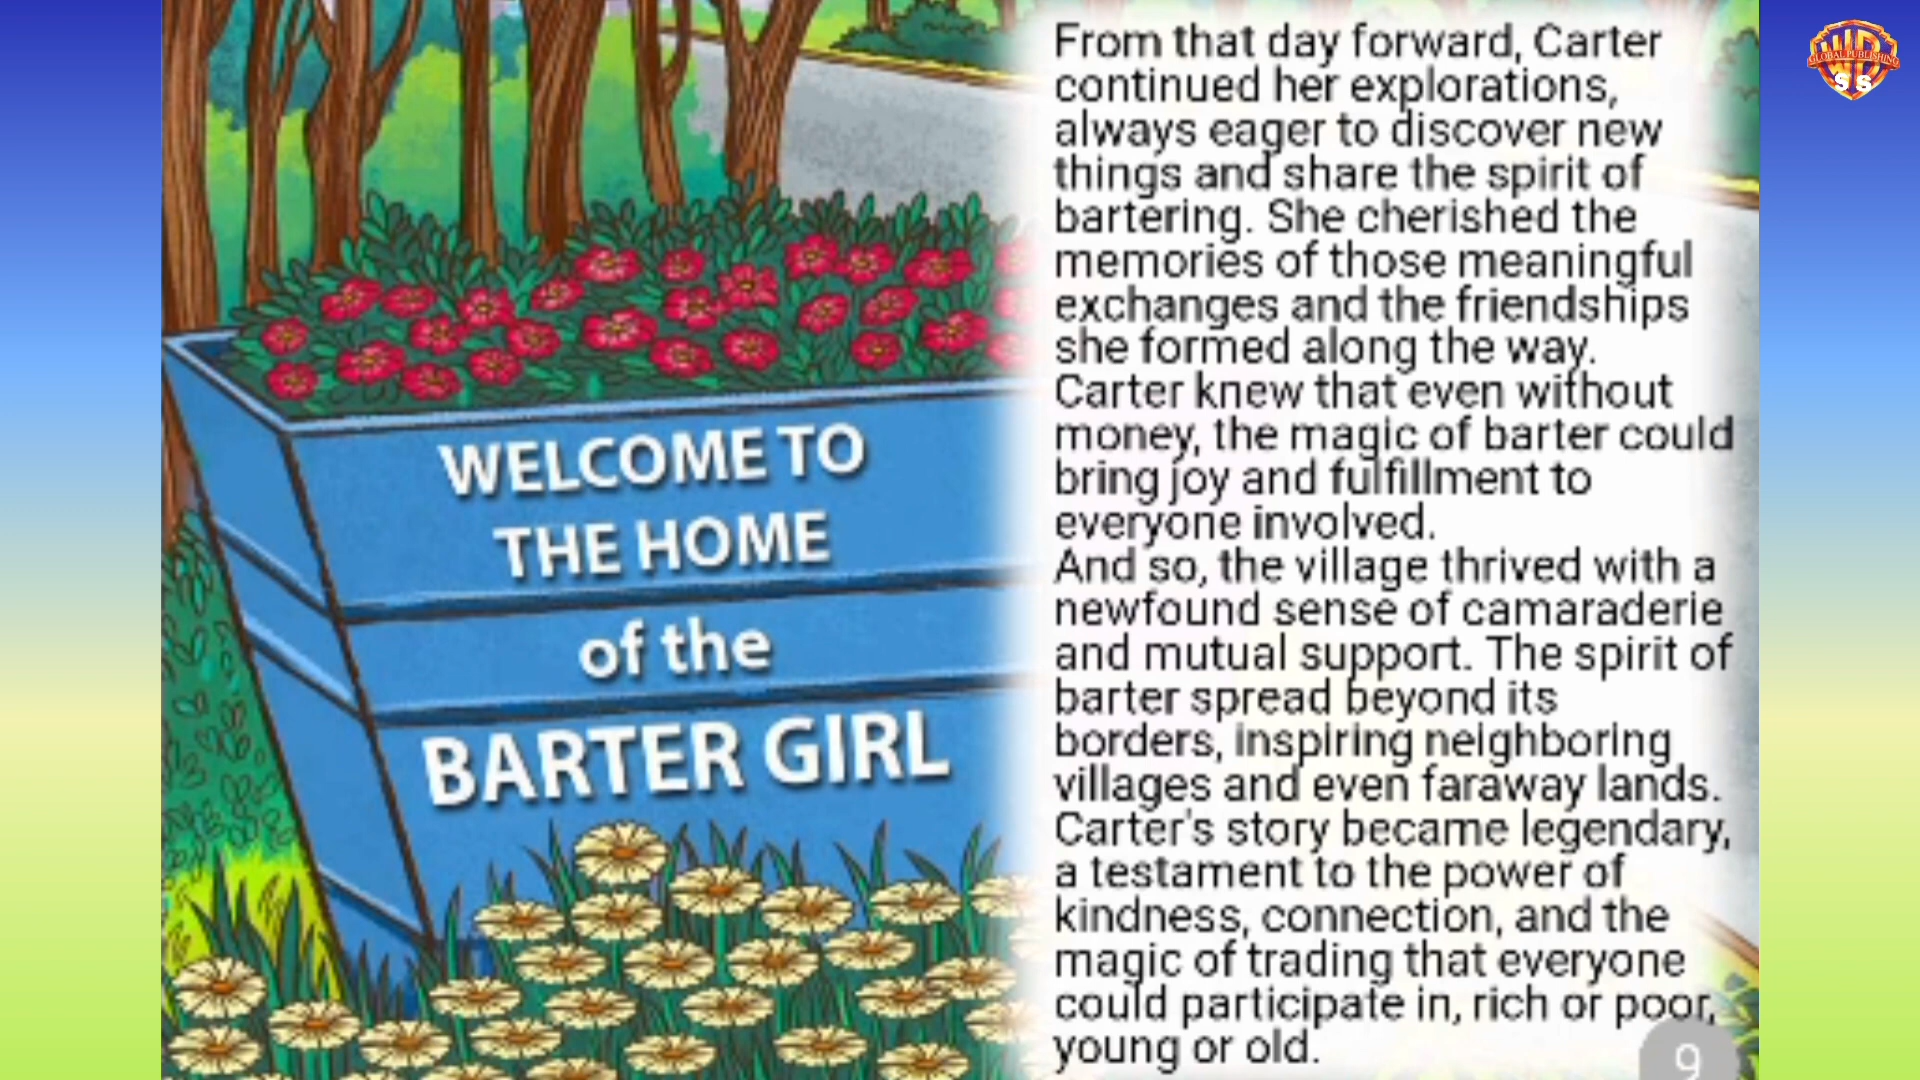 WELCOME TO
THE HOME
of the
BARTER GIRL
From that day forward, Carter
continued her explorations,
always eager to discover new
things and share the spirit of
bartering. She cherished the
memories of those meaningful
exchanges and the friendships
she formed along the way.
Carter knew that even without
money, the magic of barter could
bring joy and fulfillment to
everyone involved.
And so, the village thrived with a
newfound sense of camaraderie
and mutual support. The spirit of
barter spread beyond its
borders, inspiring neighboring
villages and even faraway lands.
Carter's story became legendary,
a testament to the power of
kindness, connection, and the
magic of trading that everyone
could participate in, rich or poor,
young or old.
9
GLOBAL PUBLISHING
S S